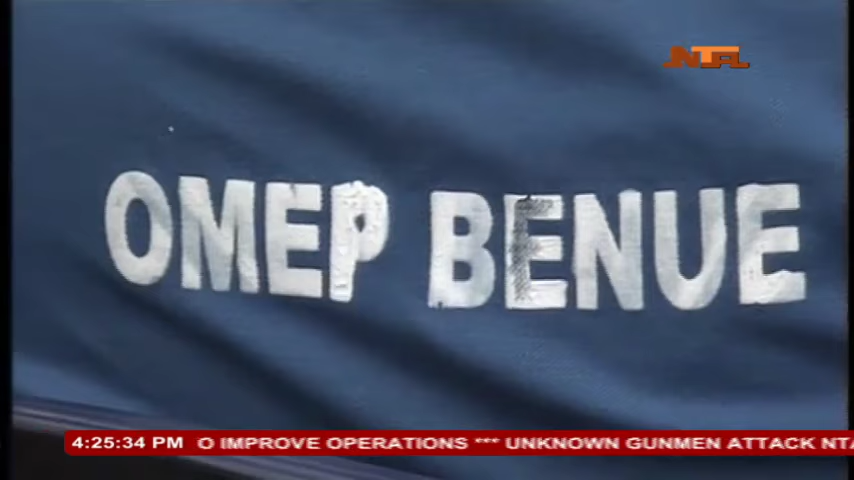 NTA
OMEP BENUE
4:25:34 PM O IMPROVE OPERATIONS *** UNKNOWN GUNMEN ATTACK NTA